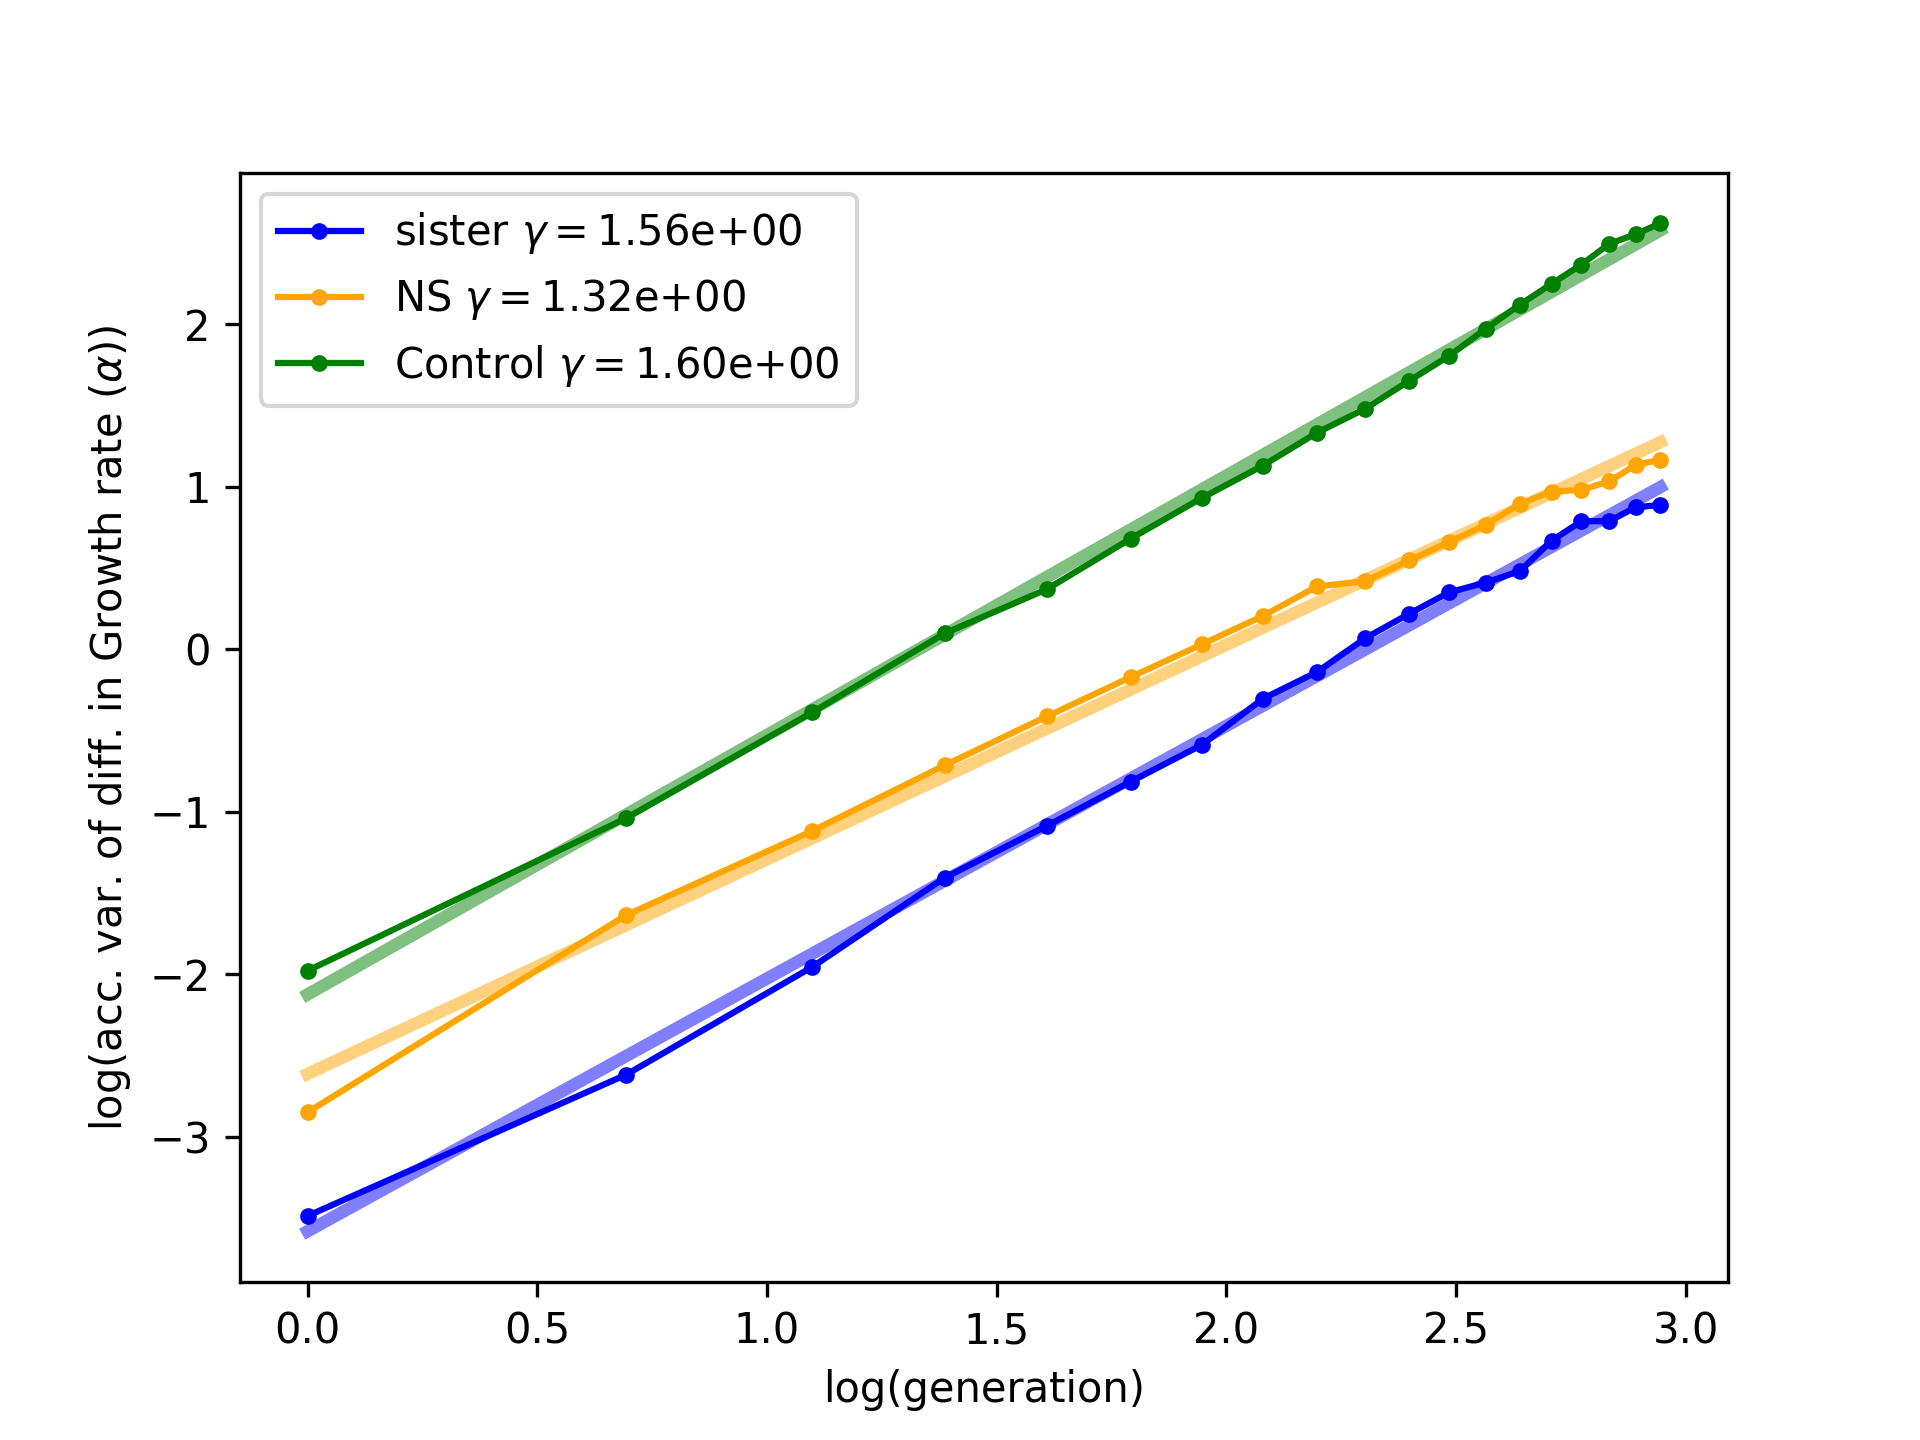 sister γ = 1.56e+00
NS γ = 1.32e+00
Control γ = 1.60e+00
log(acc. var. of diff. in Growth rate (α))
2
1
0
−1
−2
−3
0.0 0.5 1.0 1.5 2.0 2.5 3.0
log(generation)